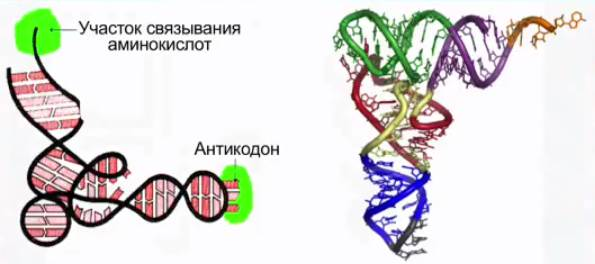 Участок связывания
аминокислот
Антикодон